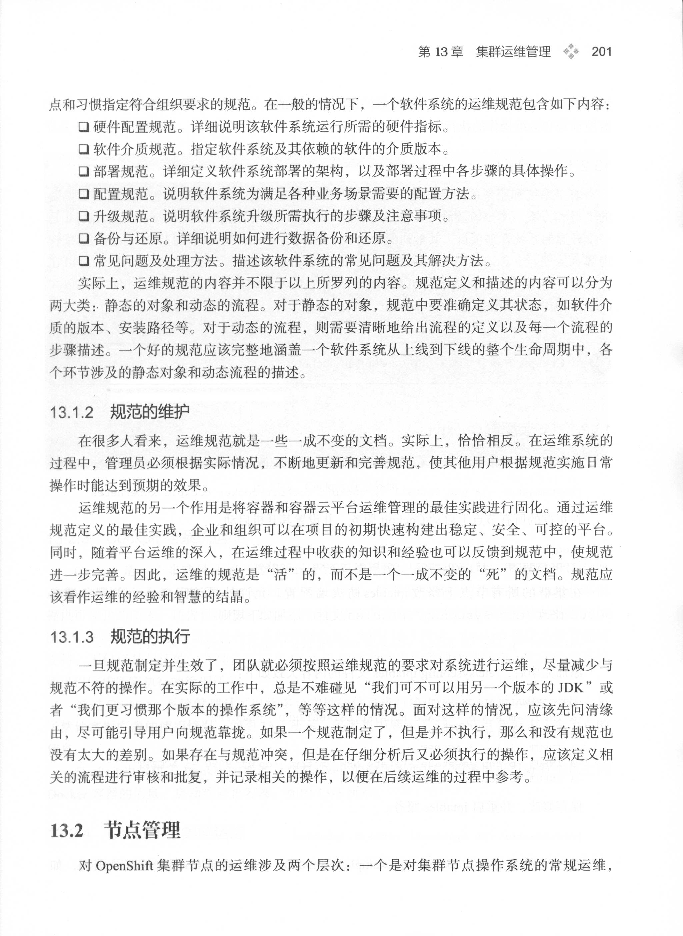 第 13 章 集群运维管理 201
点和习惯指定符合组织要求的规范。在一般的情况下，一个软件系统的运维规范包含如下内容：
❑ 硬件配置规范。详细说明该软件系统运行所需的硬件指标。
❑ 软件介质规范。指定软件系统及其依赖的软件的介质版本。
❑ 部署规范。详细定义软件系统部署的架构，以及部署过程中各步骤的具体操作。
❑ 配置规范。说明软件系统为满足各种业务场景需要的配置方法。
❑ 升级规范。说明软件系统升级所需执行的步骤及注意事项。
❑ 备份与还原。详细说明如何进行数据备份和还原。
❑ 常见问题及处理方法。描述该软件系统的常见问题及其解决方法。
实际上，运维规范的内容并不限于以上所罗列的内容。规范定义和描述的内容可以分为
两大类：静态的对象和动态的流程。对于静态的对象，规范中要准确定义其状态，如软件介
质的版本、安装路径等。对于动态的流程，则需要清晰地给出流程的定义以及每一个流程的
步骤描述。一个好的规范应该完整地涵盖一个软件系统从上线到下线的整个生命周期中，各
个环节涉及的静态对象和动态流程的描述。
13.1.2 规范的维护
在很多人看来，运维规范就是一些一成不变的文档。实际上，恰恰相反。在运维系统的
过程中，管理员必须根据实际情况，不断地更新和完善规范，使其他用户根据规范实施日常
操作时能达到预期的效果。
运维规范的另一个作用是将容器和容器云平台运维管理的最佳实践进行固化。通过运维
规范定义的最佳实践，企业和组织可以在项目的初期快速构建出稳定、安全、可控的平台。
同时，随着平台运维的深入，在运维过程中收获的知识和经验也可以反馈到规范中，使规范
进一步完善。因此，运维的规范是“活”的，而不是一个一成不变的“死”的文档。规范应
该看作运维的经验和智慧的结晶。
13.1.3 规范的执行
一旦规范制定并生效了，团队就必须按照运维规范的要求对系统进行运维，尽量减少与
规范不符的操作。在实际的工作中，总是不难碰见“我们可不可以用另一个版本的 JDK”或
者“我们更习惯那个版本的操作系统”，等等这样的情况。面对这样的情况，应该先问清缘
由，尽可能引导用户向规范靠拢。如果一个规范制定了，但是并不执行，那么和没有规范也
没有太大的差别。如果存在与规范冲突，但是在仔细分析后又必须执行的操作，应该定义相
关的流程进行审核和批复，并记录相关的操作，以便在后续运维的过程中参考。
13.2 节点管理
对 OpenShift 集群节点的运维涉及两个层次：一个是对集群节点操作系统的常规运维，